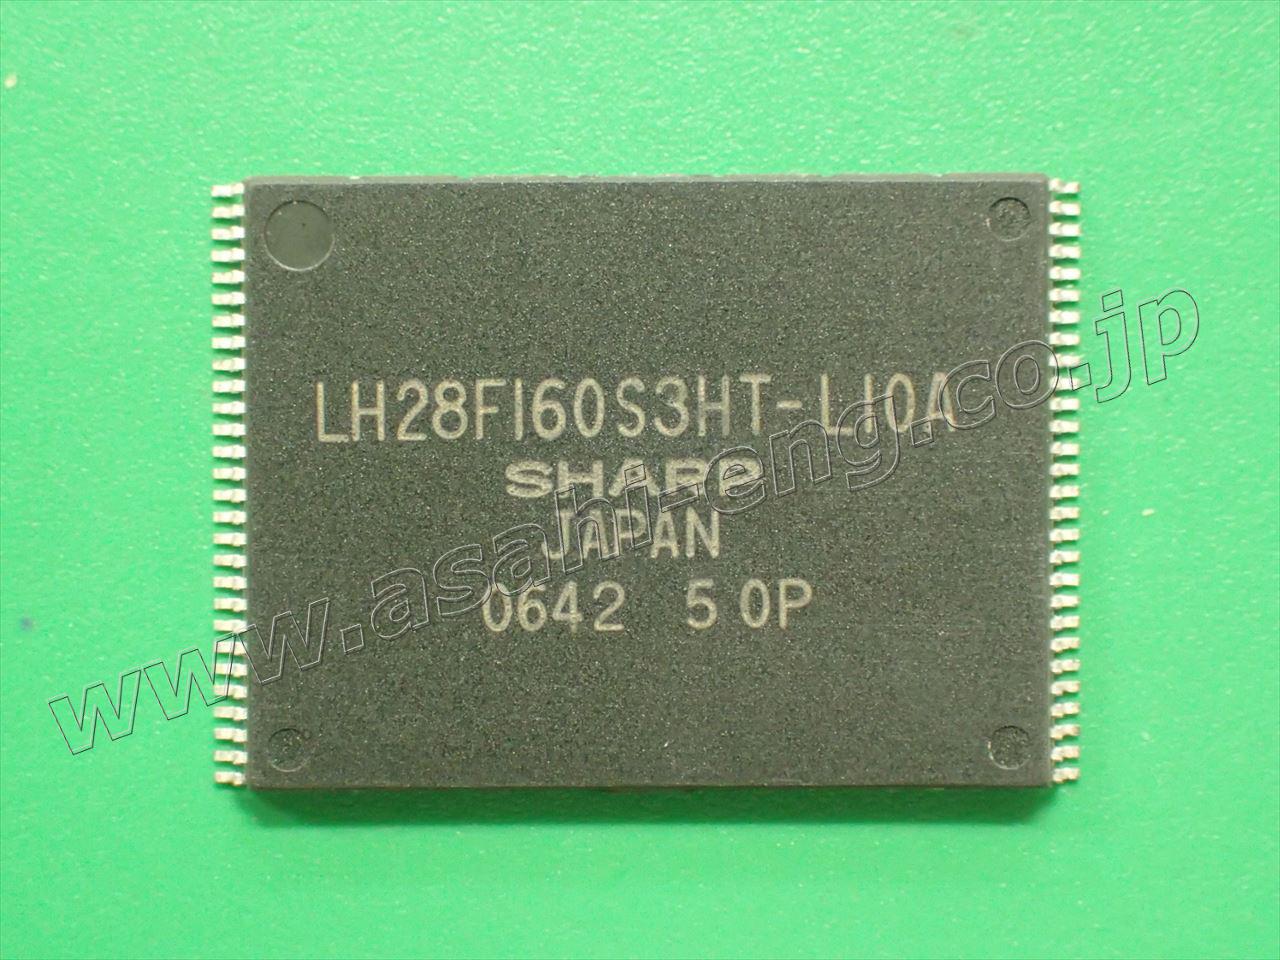 LH28F160S3HT-L10A
SHARP
JAPAN
0642 5 0P
www.asahi-eng.co.jp